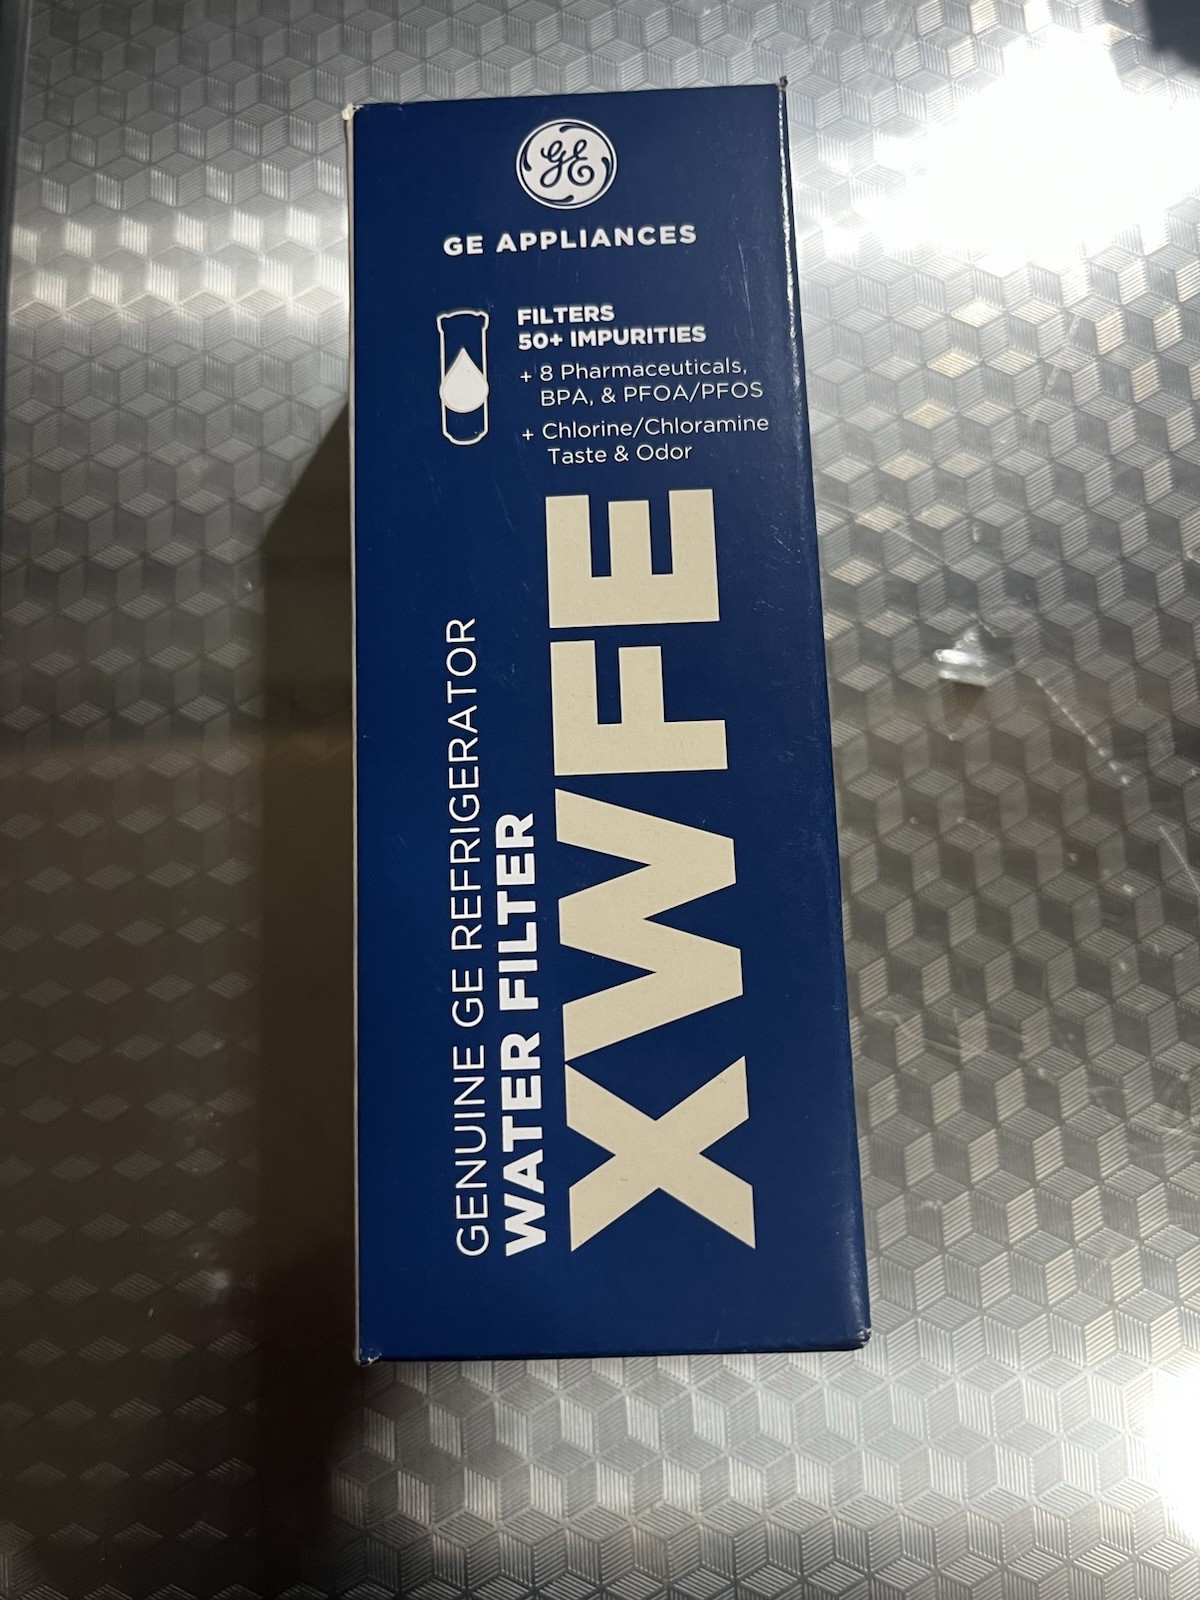 GE
GE APPLIANCES
FILTERS
50+ IMPURITIES
+ 8 Pharmaceuticals,
BPA, & PFOA/PFOS
+ Chlorine/Chloramine
Taste & Odor
GENUINE GE REFRIGERATOR
WATER FILTER
XWFE